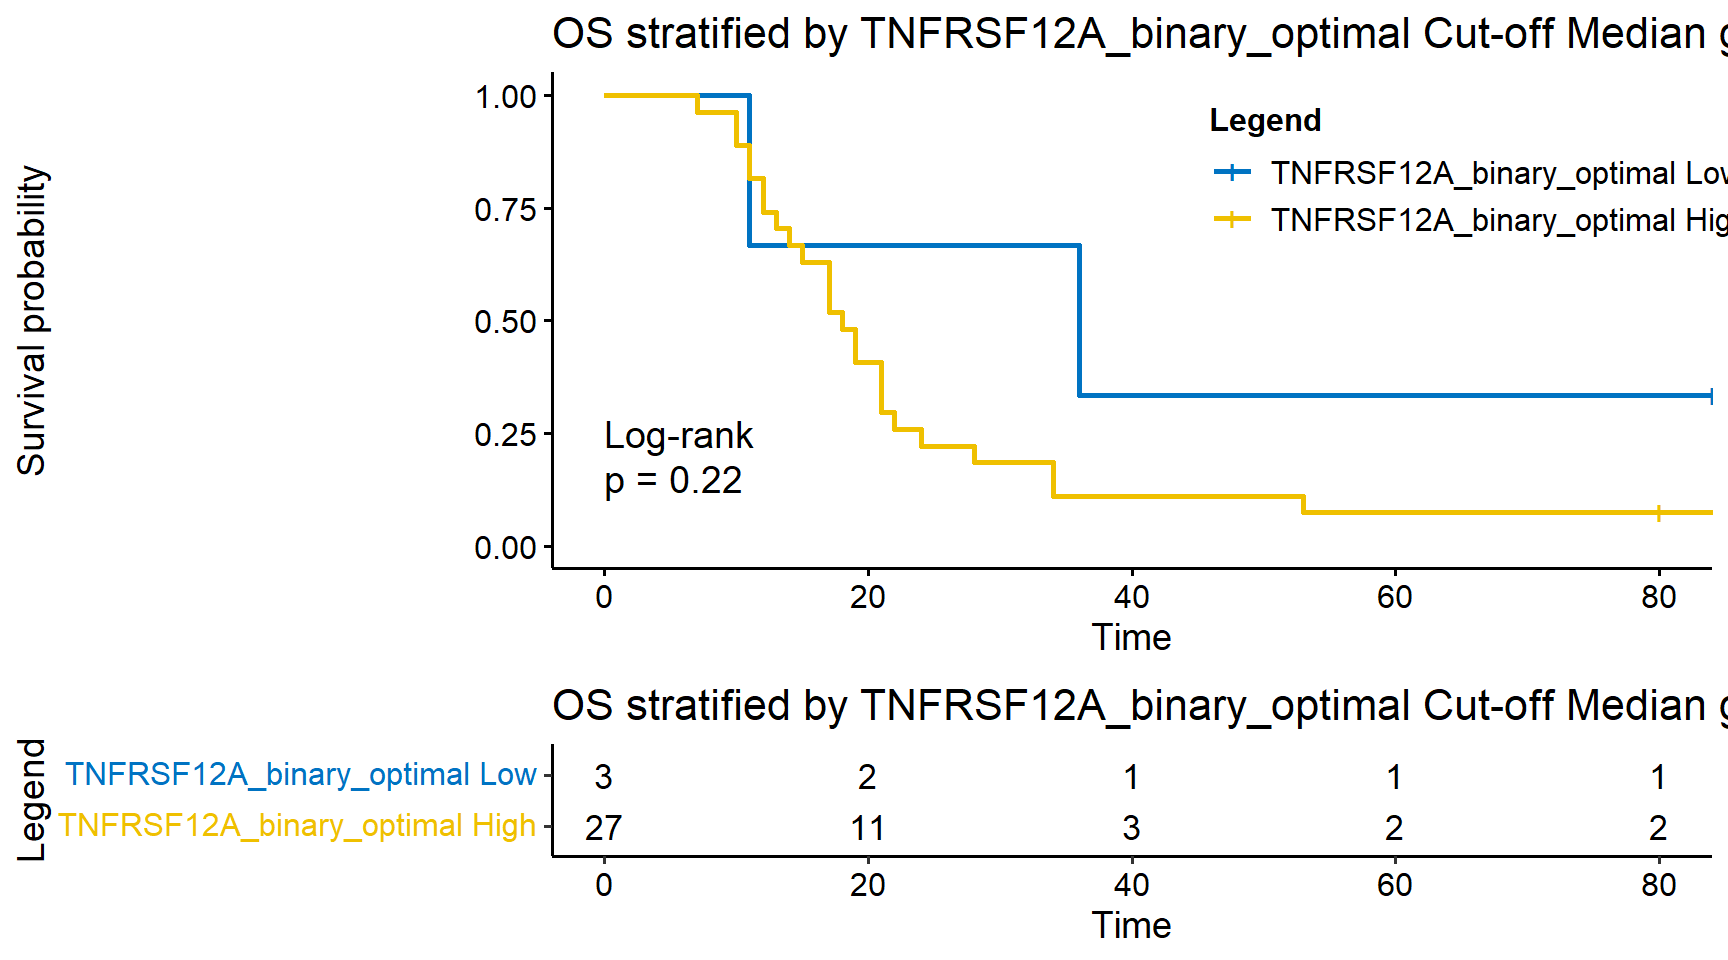 OS stratified by TNFRSF12A_binary_optimal Cut-off Median
Survival probability
1.00
0.75
0.50
0.25
0.00
Legend
TNFRSF12A_binary_optimal Low
TNFRSF12A_binary_optimal Hig
Log-rank
p = 0.22
0 20 40 60 80
Time
OS stratified by TNFRSF12A_binary_optimal Cut-off Median
Legend
TNFRSF12A_binary_optimal Low 3 2 1 1 1
TNFRSF12A_binary_optimal High 27 11 3 2 2
0 20 40 60 80
Time